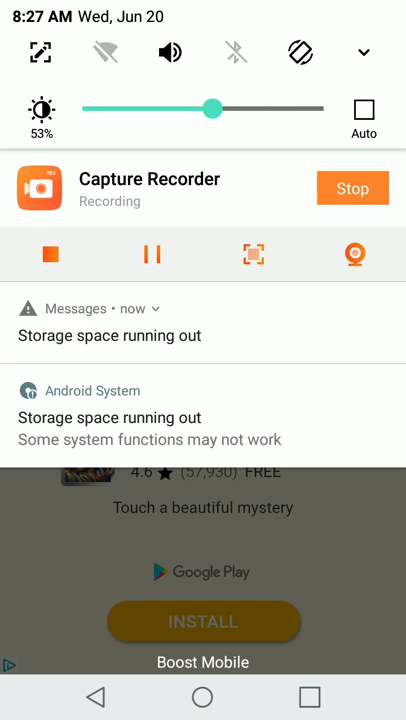 8:27 AM Wed, Jun 20
53%
Auto
REC
Capture Recorder
Recording
Stop
Messages • now
Storage space running out
Android System
Storage space running out
Some system functions may not work
4.6 ★ (57,930) FREE
Touch a beautiful mystery
Google Play
INSTALL
Boost Mobile